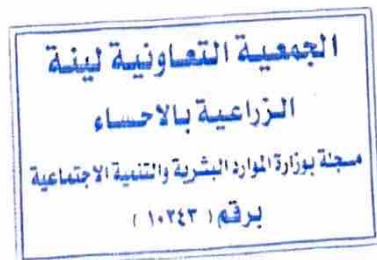 الجمعية التعاونية لينة
الزراعية بالاحساء
مسجلة بوزارة الموارد البشرية والتنمية الاجتماعية
برقم ( ١٠٢٤٣ )